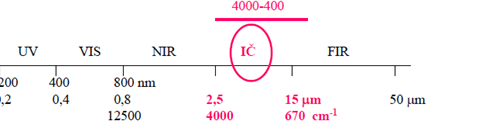 4000-400
UV VIS NIR IČ FIR
200 400 800 nm
0,2 0,4 0,8 2,5 15 µm 50 µm
12500 4000 670 cm-1